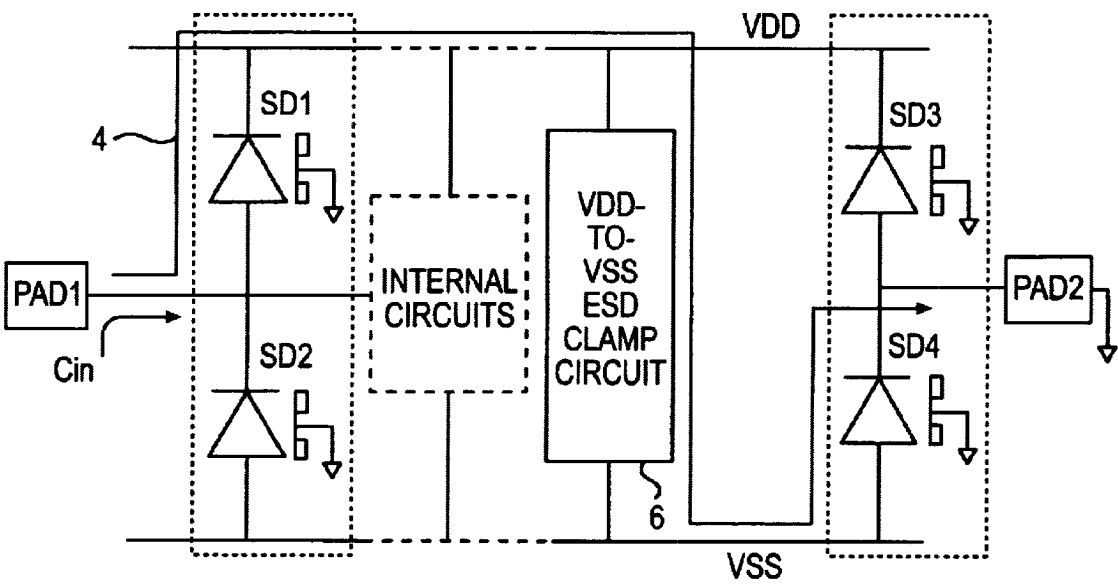 VDD
SD1
SD3
4
VDD-
TO-
VSS
ESD
CLAMP
CIRCUIT
INTERNAL
CIRCUITS
PAD1
PAD2
Cin
SD2
SD4
6
VSS